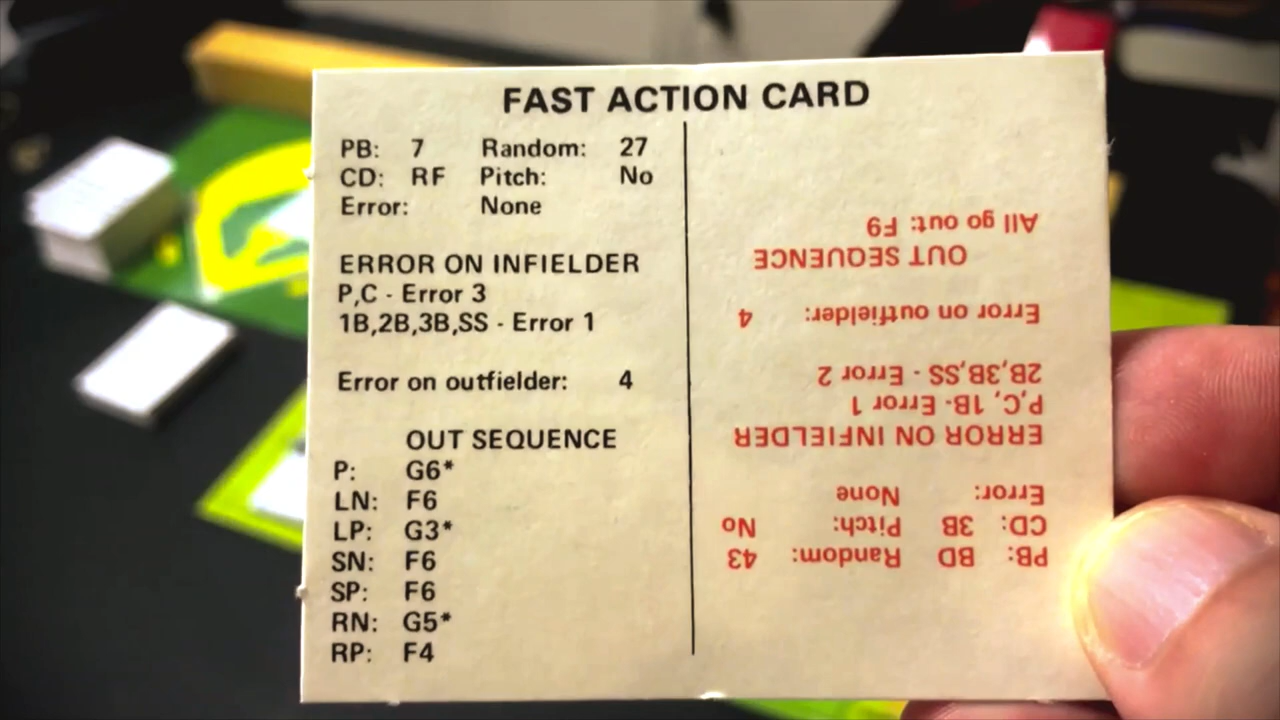 FAST ACTION CARD
PB: 7 Random: 27
CD: RF Pitch: No
Error: None
ERROR ON INFIELDER
P,C - Error 3
1B,2B,3B,SS - Error 1
Error on outfielder: 4
OUT SEQUENCE
P: G6*
LN: F6
LP: G3*
SN: F6
SP: F6
RN: G5*
RP: F4
PB: BD Random: 43
CD: 3B Pitch: No
Error: None
ERROR ON INFIELDER
P,C, 1B- Error 1
2B,3B,SS - Error 2
Error on outfielder: 4
OUT SEQUENCE
All go out: F9